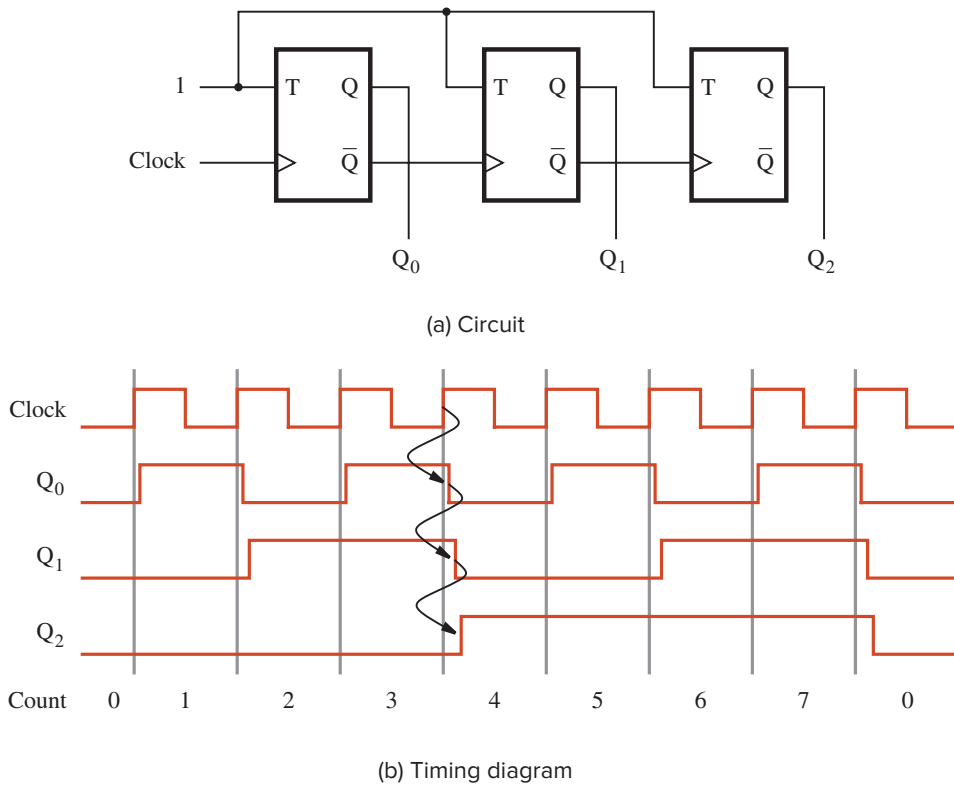 1 T Q T Q T Q
Clock Q̅ Q̅ Q̅
Q₀ Q₁ Q₂
(a) Circuit
Clock
Q₀
Q₁
Q₂
Count 0 1 2 3 4 5 6 7 0
(b) Timing diagram